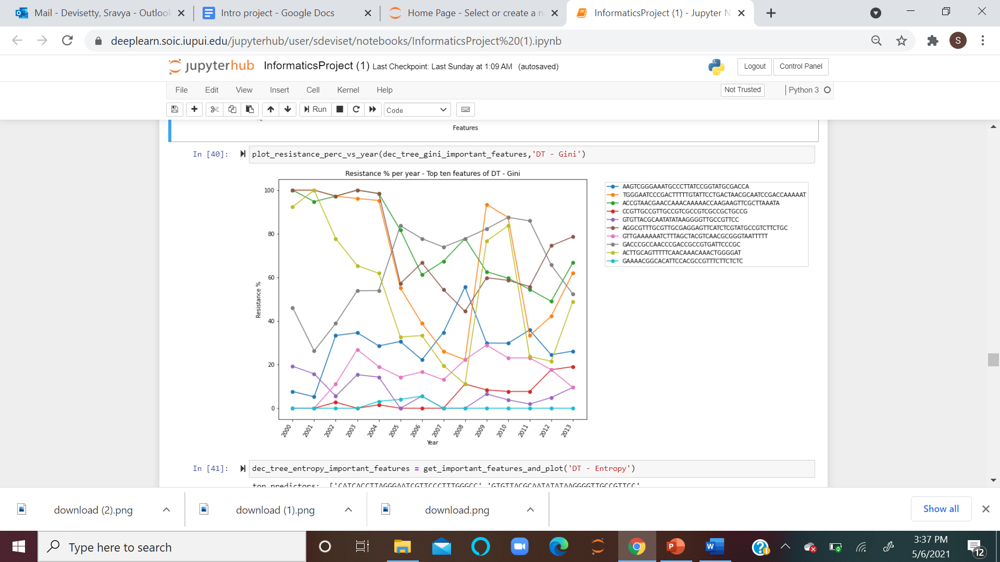 Mail - Devisetty, Sravya - Outlook
Intro project - Google Docs
Home Page - Select or create a n
InformaticsProject (1) - Jupyter N
deeplearn.soic.iupui.edu/jupyterhub/user/sdeviset/notebooks/InformaticsProject%20(1).ipynb
S
jupyterhub InformaticsProject (1) Last Checkpoint: Last Sunday at 1:09 AM (autosaved)
Logout
Control Panel
File Edit View Insert Cell Kernel Help
Not Trusted
Python 3
Run
Code
Features
In [40]: plot_resistance_perc_vs_year(dec_tree_gini_important_features,'DT - Gini')
Resistance % per year - Top ten features of DT - Gini
100
80
60
40
20
0
Resistance %
2000 2001 2002 2003 2004 2005 2006 2007 2008 2009 2010 2011 2012 2013
Year
AAGTCGGGAAATGCCCTTATCCGGTATGCGACCA
TGGGAATCCCGACTTTTTGTATTCCTGACTAACGCAATCCGACCAAAAAT
ACCGTAACGAACCAAACAAAAACCAAGAAGTTCGCTTAAATA
CCGTTGCCGTTGCCGTCGCCGTCGCCGCTGCCG
GTGTTACGCAATATATAAGGGGTTGCCGTTCC
AGGCGTTTGCGTTGCGAGGAGTTCATCTCGTATGCCGTCTTCTGC
GTTGAAAAAATCTTTAGCTACGTCAACGCGGGTAATTTTT
GACCCGCCAACCCGACCGCCGTGATTCCCGC
ACTTGCAGTTTTTCAACAAACAAACTGGGGAT
GAAAACGGCACATTCCACGCCGTTTCTTCTCTC
In [41]: dec_tree_entropy_important_features = get_important_features_and_plot('DT - Entropy')
top predictors: ['CATCACCTTAGGGAATCGTTCCCTTTGGGCC' 'GTGTTACGCAATATATAAGGGGTTGCCGTTCC'
download (2).png
download (1).png
download.png
Show all
Type here to search
3:37 PM
5/6/2021
12